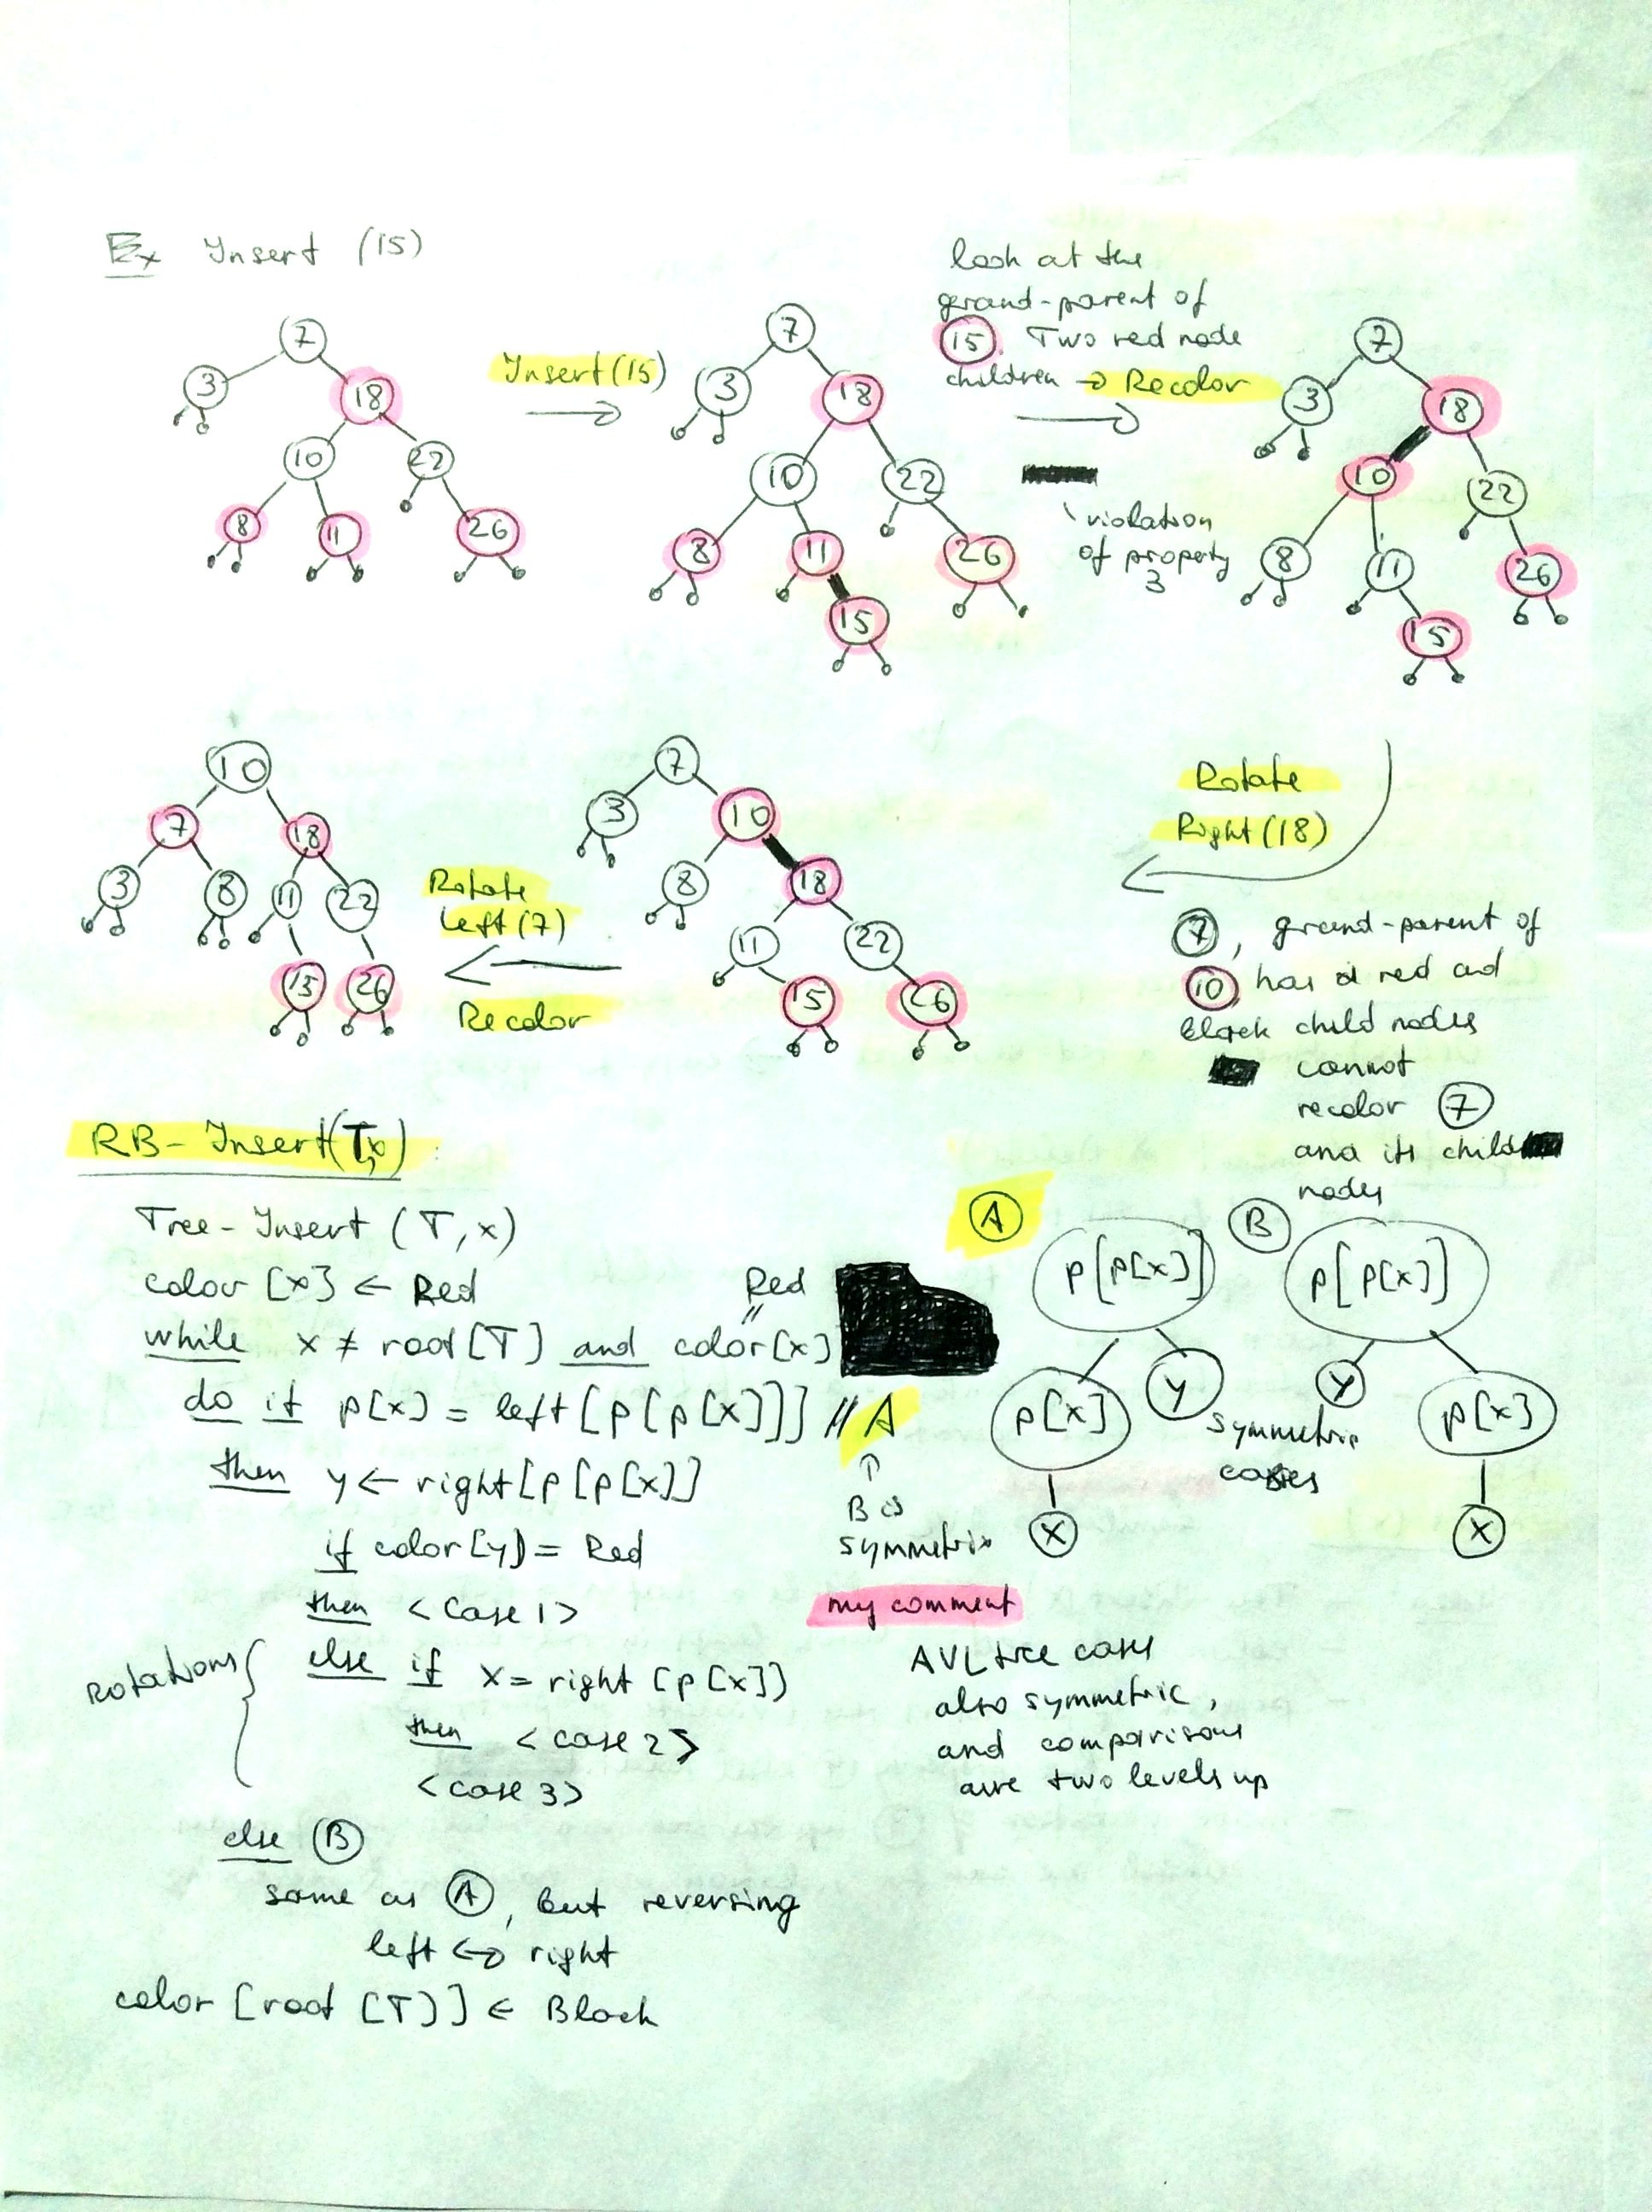 Ex Insert (15)
7
3 18
10 22
8 11 26
Insert(15)
7
3 18
10 22
8 11 26
15
look at the
grand-parent of
15. Two red node
children → Recolor
violation
of property
3
7
3 18
10 22
8 11 26
15
Rotate
Right(18)
7, grand-parent of
10 has a red and
black child nodes
cannot
recolor 7
and its child
nodes
7
3 10
8 18
11 22
15 26
Rotate
Left(7)
Recolor
10
7 18
3 8 11 22
15 26
RB-Insert(T,x):
Tree-Insert (T,x)
color [x] ← Red
Red
"
while x ≠ root[T] and color[x]
do if p[x] = left[p[p[x]]] // A
then y ← right[p[p[x]]
if color[y] = Red
then <Case 1>
else if x = right [p[x]]
then <case 2>
<case 3>
Rotations {
else B
same as A, but reversing
left ↔ right
color [root [T]] ← Black
↑
B is
symmetric
A
p[p[x]]
p[x] y
x
B
p[p[x]]
y p[x]
x
symmetric
cases
my comment
AVL tree cases
also symmetric,
and comparisons
are two levels up